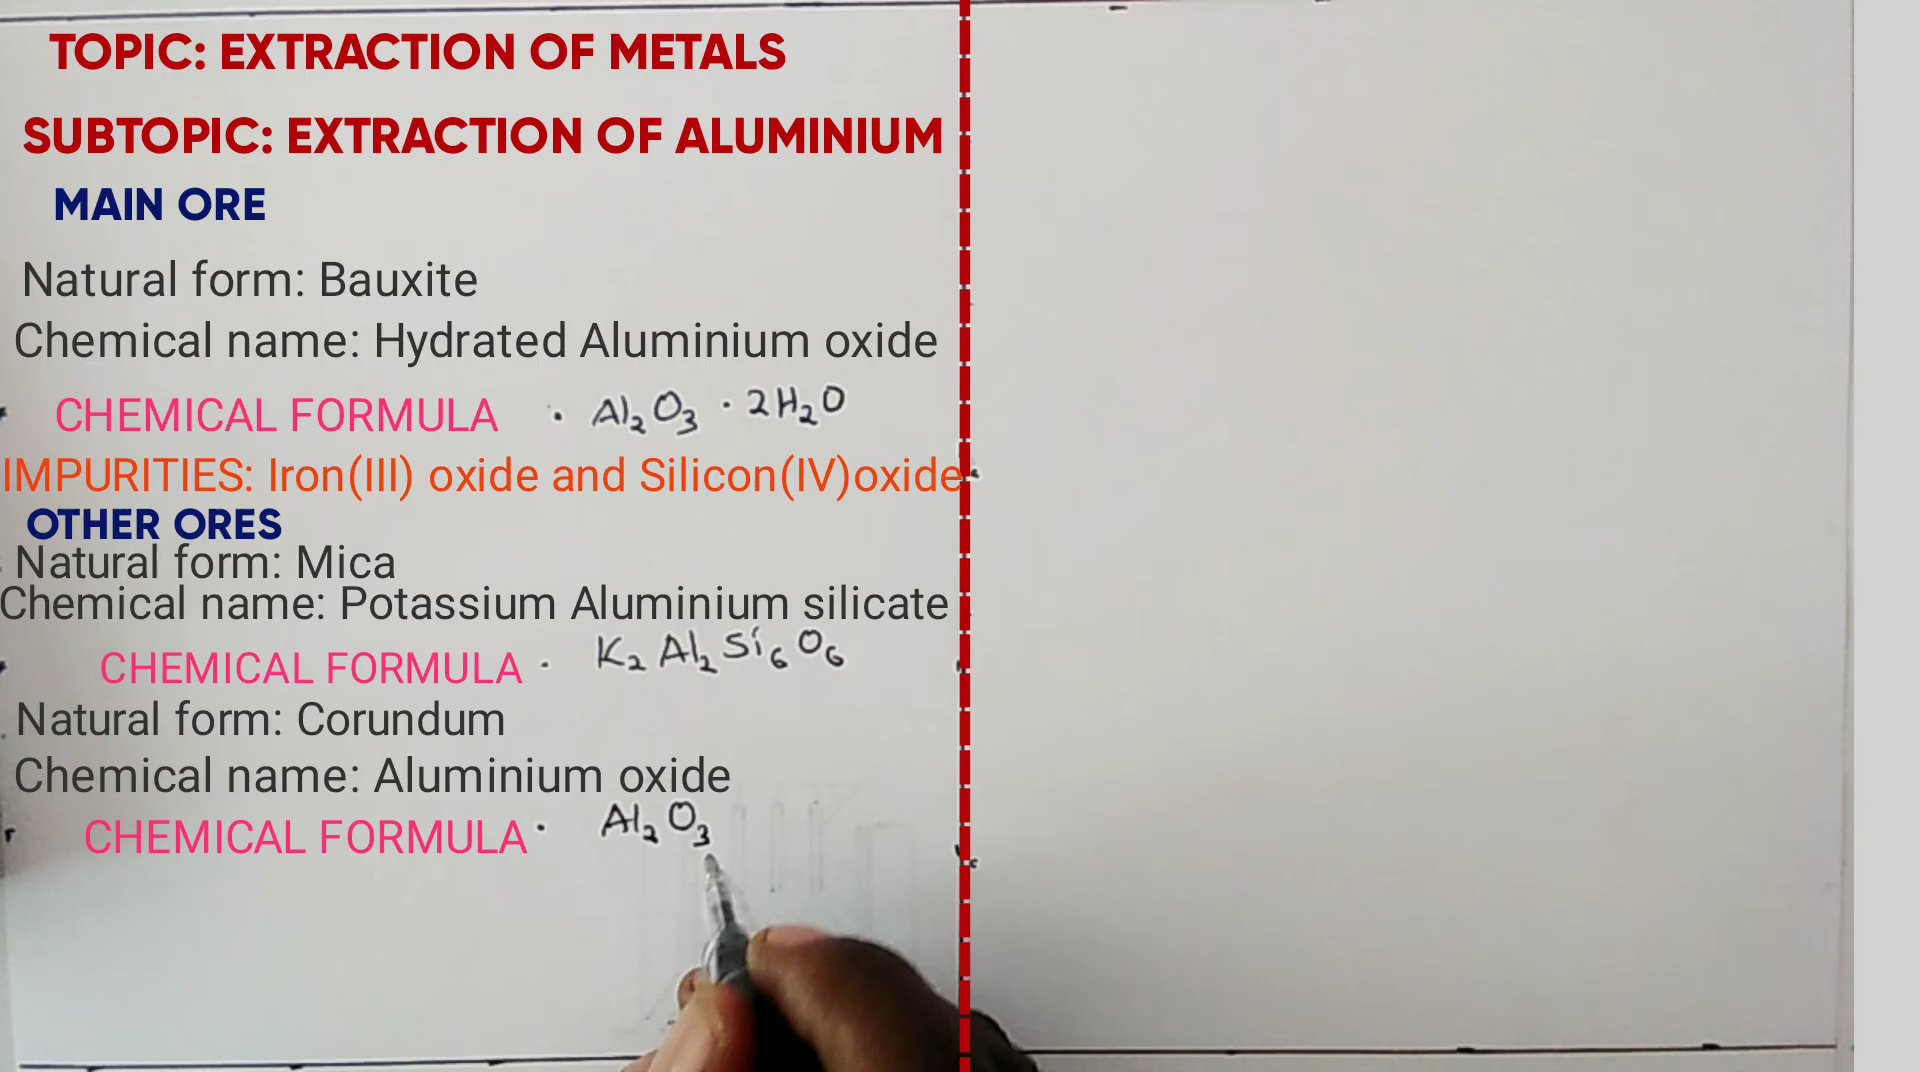 TOPIC: EXTRACTION OF METALS
SUBTOPIC: EXTRACTION OF ALUMINIUM
MAIN ORE
Natural form: Bauxite
Chemical name: Hydrated Aluminium oxide
CHEMICAL FORMULA · Al₂O₃ · 2H₂O
IMPURITIES: Iron(III) oxide and Silicon(IV)oxide
OTHER ORES
Natural form: Mica
Chemical name: Potassium Aluminium silicate
CHEMICAL FORMULA · K₂Al₂Si₆O₆
Natural form: Corundum
Chemical name: Aluminium oxide
CHEMICAL FORMULA · Al₂O₃